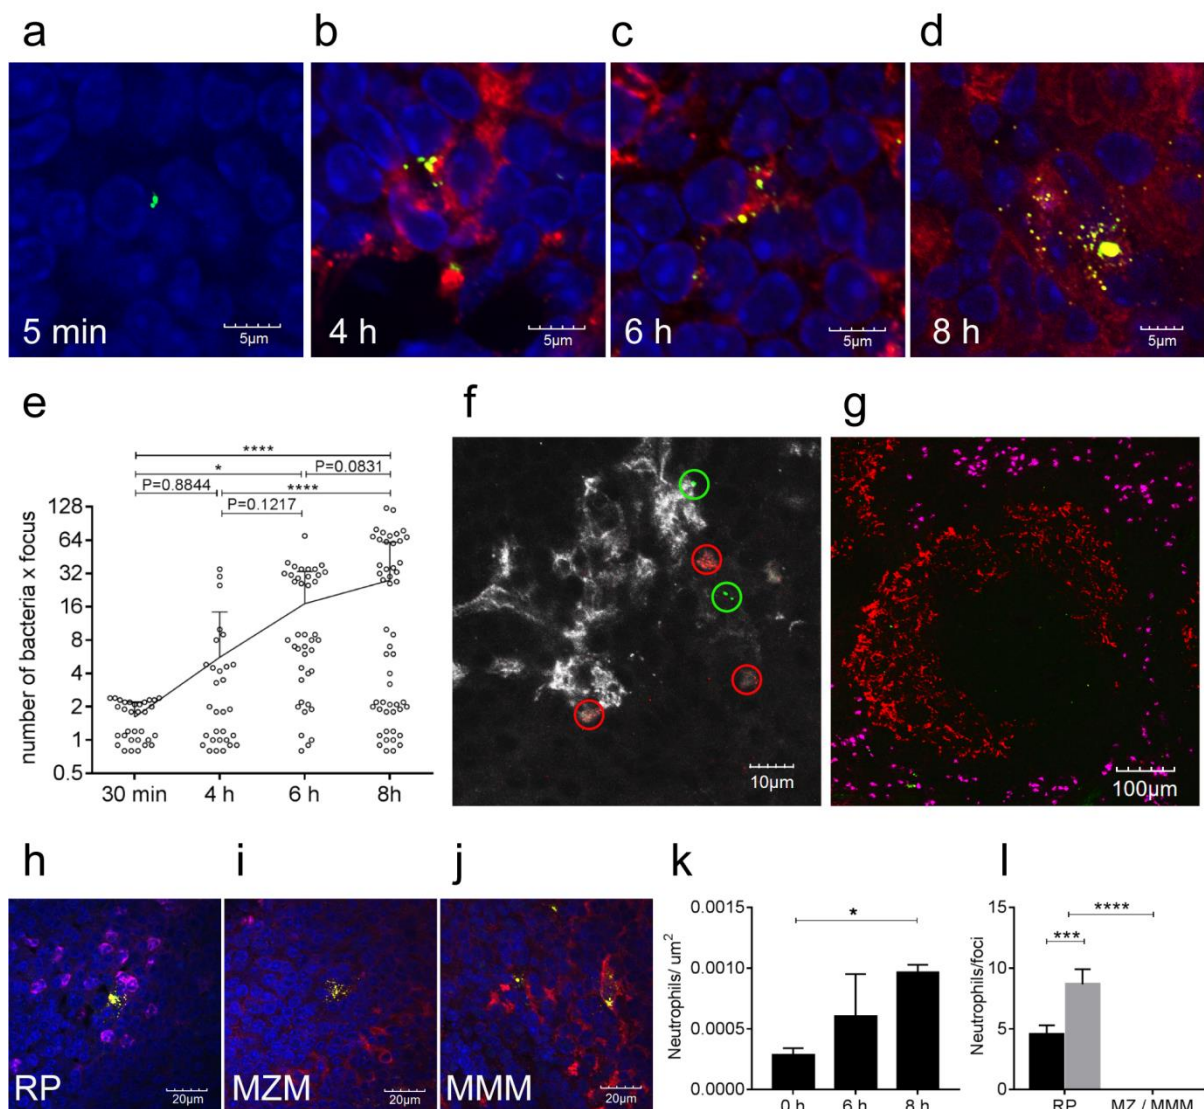 a b c d
5 min 5µm
4 h 5µm
6 h 5µm
8 h 5µm
e f g
****
* P=0.0831
P=0.8844 ****
P=0.1217
number of bacteria x focus
128
64
32
16
8
4
2
1
0.5
30 min 4 h 6 h 8h
10µm
100µm
h i j k l
RP 20µm
MZM 20µm
MMM 20µm
Neutrophils/ um²
0.0015
0.0010
0.0005
0.0000
*
0 h 6 h 8 h
Neutrophils/foci
15
10
5
0
****
***
RP MZ / MMM